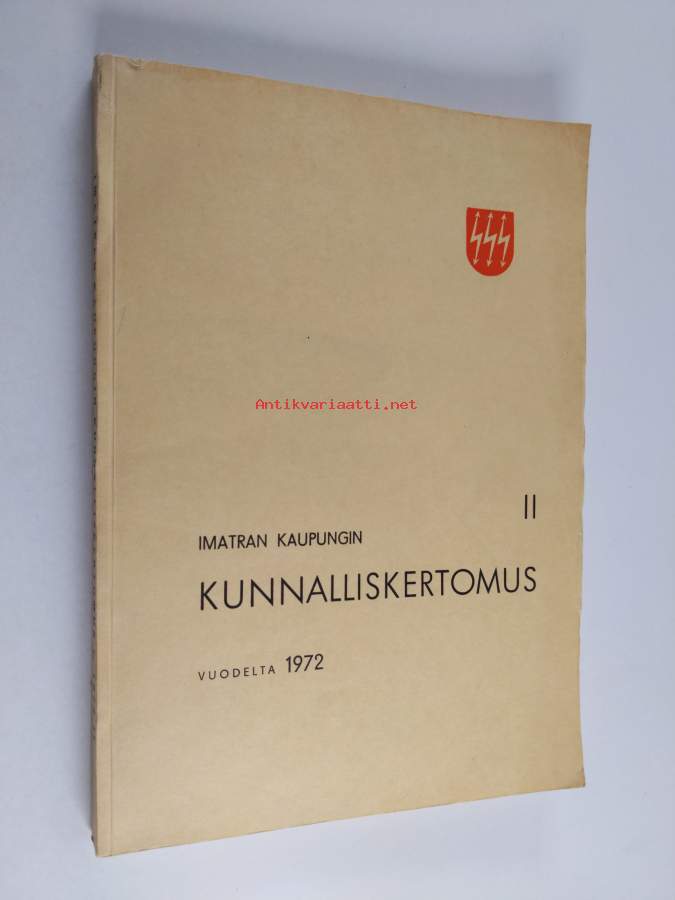 Antikvariaatti.net
II
IMATRAN KAUPUNGIN
KUNNALLISKERTOMUS
VUODELTA 1972